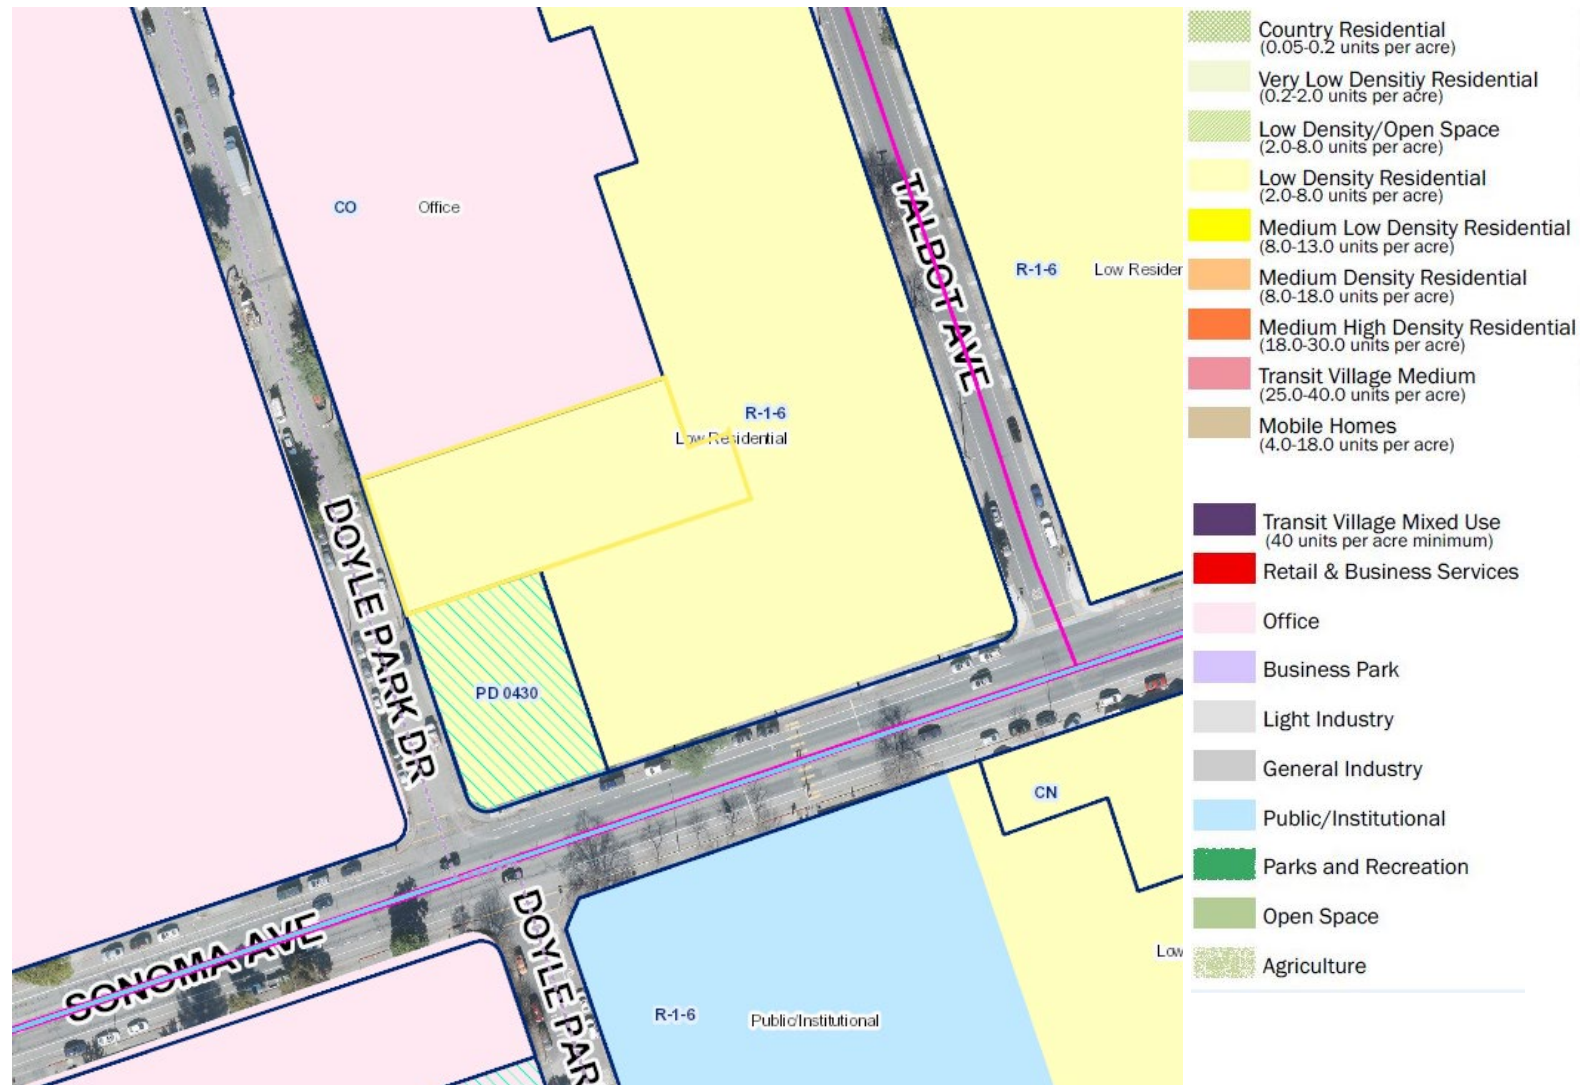 CO
Office
TALBOT AVE
R-1-6
Low Resider
R-1-6
Low Residential
DOYLE PARK DR
PD 0430
CN
SONOMA AVE
DOYLE PAR
R-1-6
Public/Institutional
Low
Country Residential
(0.05-0.2 units per acre)
Very Low Densitiy Residential
(0.2-2.0 units per acre)
Low Density/Open Space
(2.0-8.0 units per acre)
Low Density Residential
(2.0-8.0 units per acre)
Medium Low Density Residential
(8.0-13.0 units per acre)
Medium Density Residential
(8.0-18.0 units per acre)
Medium High Density Residential
(18.0-30.0 units per acre)
Transit Village Medium
(25.0-40.0 units per acre)
Mobile Homes
(4.0-18.0 units per acre)
Transit Village Mixed Use
(40 units per acre minimum)
Retail & Business Services
Office
Business Park
Light Industry
General Industry
Public/Institutional
Parks and Recreation
Open Space
Agriculture